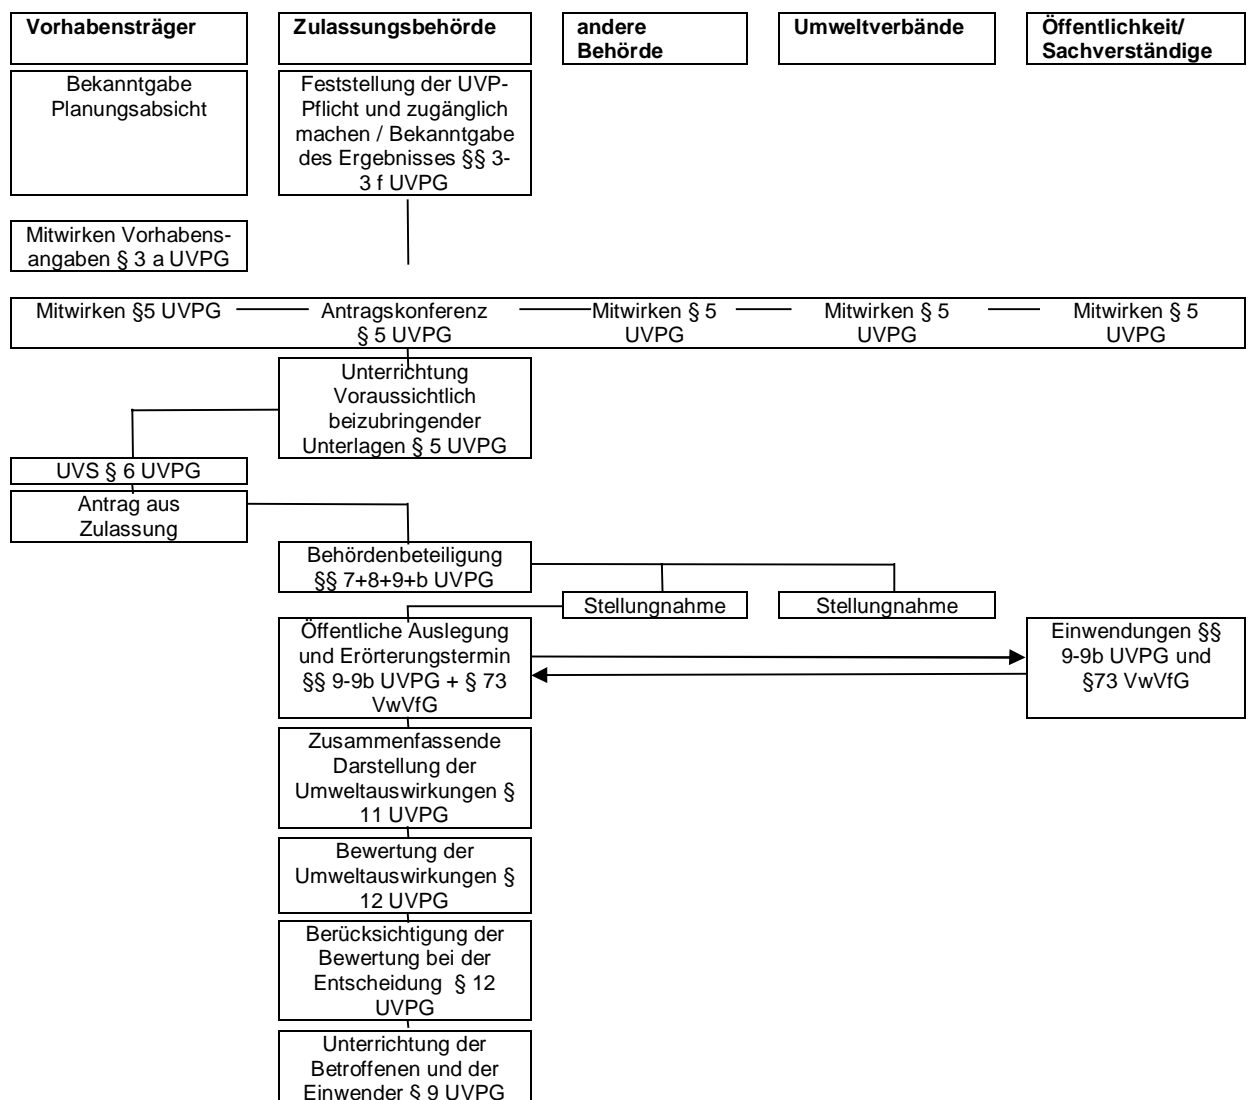 Vorhabensträger
Zulassungsbehörde
andere
Behörde
Umweltverbände
Öffentlichkeit/
Sachverständige
Bekanntgabe
Planungsabsicht
Feststellung der UVP-
Pflicht und zugänglich
machen / Bekanntgabe
des Ergebnisses §§ 3-
3 f UVPG
Mitwirken Vorhabens-
angaben § 3 a UVPG
Mitwirken §5 UVPG
Antragskonferenz
§ 5 UVPG
Mitwirken § 5
UVPG
Mitwirken § 5
UVPG
Mitwirken § 5
UVPG
Unterrichtung
Voraussichtlich
beizubringender
Unterlagen § 5 UVPG
UVS § 6 UVPG
Antrag aus
Zulassung
Behördenbeteiligung
§§ 7+8+9+b UVPG
Stellungnahme
Stellungnahme
Öffentliche Auslegung
und Erörterungstermin
§§ 9-9b UVPG + § 73
VwVfG
Einwendungen §§
9-9b UVPG und
§73 VwVfG
Zusammenfassende
Darstellung der
Umweltauswirkungen §
11 UVPG
Bewertung der
Umweltauswirkungen §
12 UVPG
Berücksichtigung der
Bewertung bei der
Entscheidung § 12
UVPG
Unterrichtung der
Betroffenen und der
Einwender § 9 UVPG